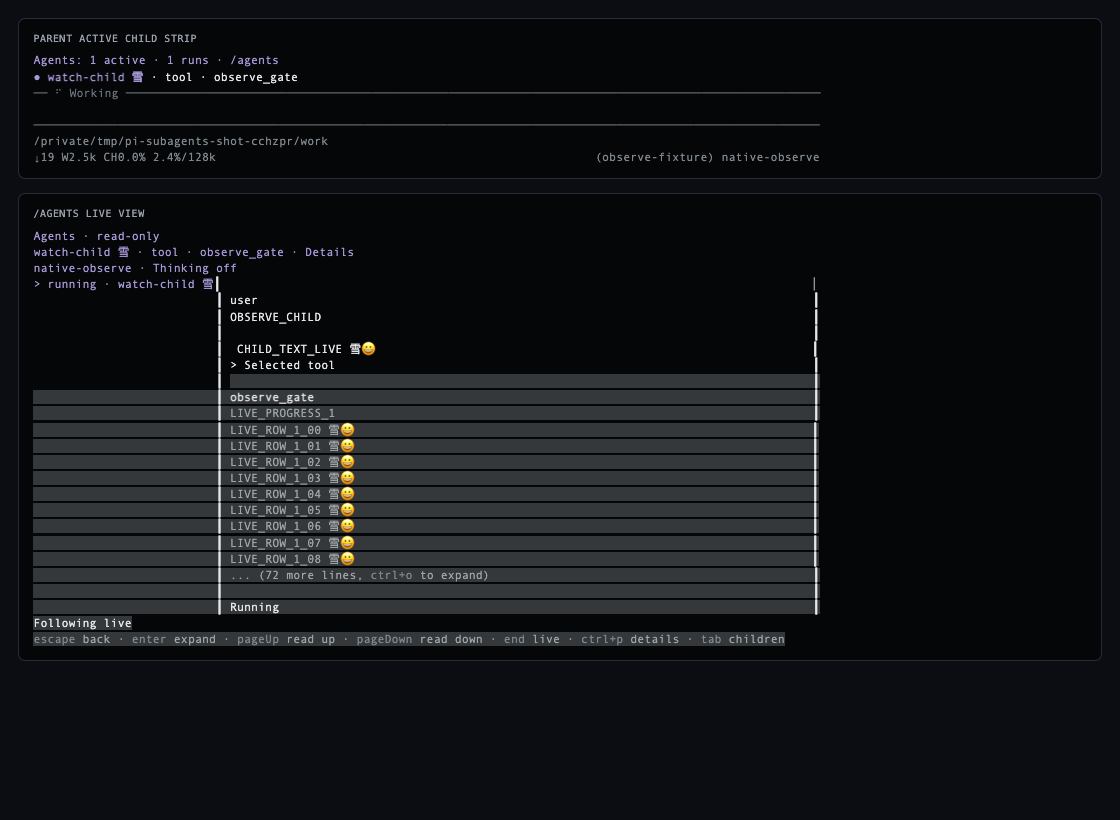 PARENT ACTIVE CHILD STRIP
Agents: 1 active · 1 runs · /agents
● watch-child 雪 · tool · observe_gate
── ⠋ Working ──
/private/tmp/pi-subagents-shot-cchzpr/work
↓19 W2.5k CH0.0% 2.4%/128k (observe-fixture) native-observe
/AGENTS LIVE VIEW
Agents · read-only
watch-child 雪 · tool · observe_gate · Details
native-observe · Thinking off
> running · watch-child 雪
user
OBSERVE_CHILD
CHILD_TEXT_LIVE 雪😀
> Selected tool
observe_gate
LIVE_PROGRESS_1
LIVE_ROW_1_00 雪😀
LIVE_ROW_1_01 雪😀
LIVE_ROW_1_02 雪😀
LIVE_ROW_1_03 雪😀
LIVE_ROW_1_04 雪😀
LIVE_ROW_1_05 雪😀
LIVE_ROW_1_06 雪😀
LIVE_ROW_1_07 雪😀
LIVE_ROW_1_08 雪😀
... (72 more lines, ctrl+o to expand)
Running
Following live
escape back · enter expand · pageUp read up · pageDown read down · end live · ctrl+p details · tab children